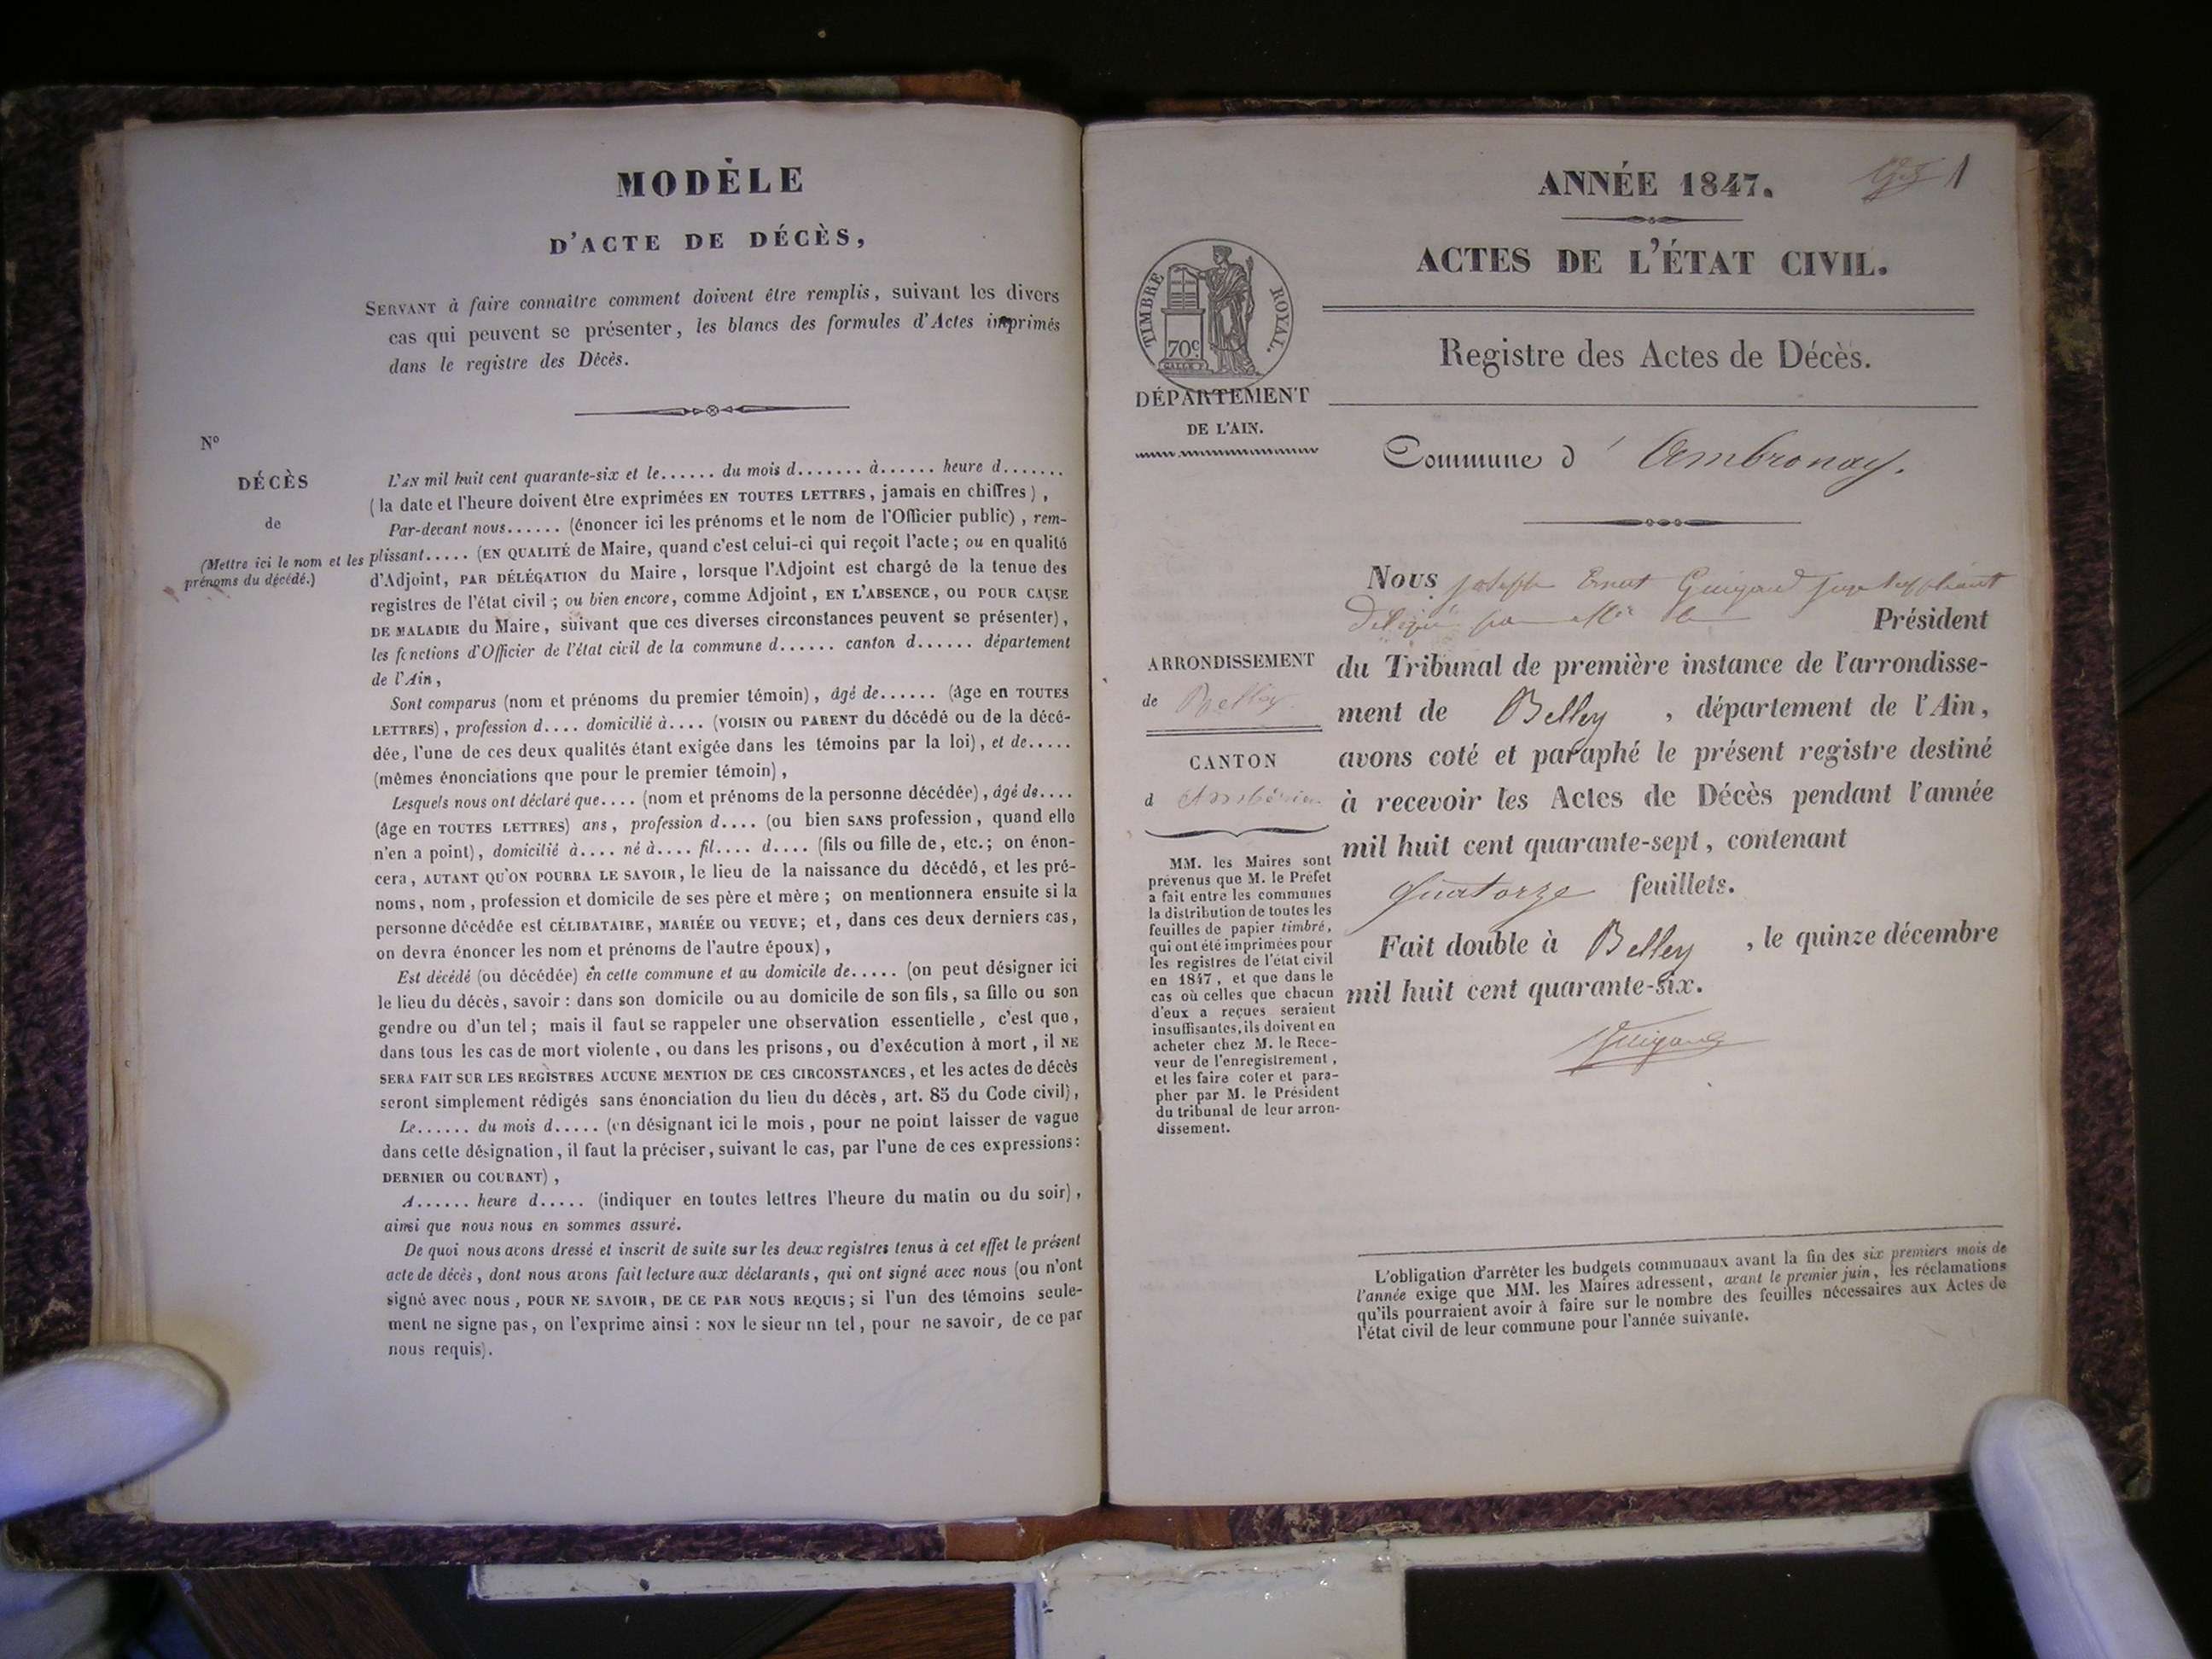 MODÈLE
D'ACTE DE DÉCÈS,
SERVANT à faire connaître comment doivent être remplis, suivant les divers
cas qui peuvent se présenter, les blancs des formules d'Actes imprimés
dans le registre des Décès.
N°
DÉCÈS
de
(Mettre ici le nom et les
prénoms du décédé.)
L'AN mil huit cent quarante-six et le...... du mois d....... à...... heure d.......
(la date et l'heure doivent être exprimées EN TOUTES LETTRES, jamais en chiffres),
Par-devant nous...... (énoncer ici les prénoms et le nom de l'Officier public), rem-
plissant..... (EN QUALITÉ de Maire, quand c'est celui-ci qui reçoit l'acte; ou en qualité
d'Adjoint, PAR DÉLÉGATION du Maire, lorsque l'Adjoint est chargé de la tenue des
registres de l'état civil; ou bien encore, comme Adjoint, EN L'ABSENCE, OU POUR CAUSE
DE MALADIE du Maire, suivant que ces diverses circonstances peuvent se présenter),
les fonctions d'Officier de l'état civil de la commune d...... canton d...... département
de l'Ain,
Sont comparus (nom et prénoms du premier témoin), âgé de...... (âge en TOUTES
LETTRES), profession d.... domicilié à.... (VOISIN OU PARENT du décédé ou de la décé-
dée, l'une de ces deux qualités étant exigée dans les témoins par la loi), et de.....
(mêmes énonciations que pour le premier témoin),
Lesquels nous ont déclaré que.... (nom et prénoms de la personne décédée), âgé de....
(âge en TOUTES LETTRES) ans, profession d.... (ou bien SANS profession, quand elle
n'en a point), domicilié à.... né à.... fil.... d.... (fils ou fille de, etc.; on énon-
cera, AUTANT QU'ON POURRA LE SAVOIR, le lieu de la naissance du décédé, et les pré-
noms, nom, profession et domicile de ses père et mère; on mentionnera ensuite si la
personne décédée est CÉLIBATAIRE, MARIÉE OU VEUVE; et, dans ces deux derniers cas,
on devra énoncer les nom et prénoms de l'autre époux),
Est décédé (ou décédée) en cette commune et au domicile de..... (on peut désigner ici
le lieu du décès, savoir : dans son domicile ou au domicile de son fils, sa fille ou son
gendre ou d'un tel; mais il faut se rappeler une observation essentielle, c'est que,
dans tous les cas de mort violente, ou dans les prisons, ou d'exécution à mort, il NE
SERA FAIT SUR LES REGISTRES AUCUNE MENTION DE CES CIRCONSTANCES, et les actes de décès
seront simplement rédigés sans énonciation du lieu du décès, art. 85 du Code civil),
Le...... du mois d..... (en désignant ici le mois, pour ne point laisser de vague
dans cette désignation, il faut la préciser, suivant le cas, par l'une de ces expressions:
DERNIER OU COURANT),
A...... heure d..... (indiquer en toutes lettres l'heure du matin ou du soir),
ainsi que nous nous en sommes assuré.
De quoi nous avons dressé et inscrit de suite sur les deux registres tenus à cet effet le présent
acte de décès, dont nous avons fait lecture aux déclarants, qui ont signé avec nous (ou n'ont
signé avec nous, POUR NE SAVOIR, DE CE PAR NOUS REQUIS; si l'un des témoins seule-
ment ne signe pas, on l'exprime ainsi : NON le sieur un tel, pour ne savoir, de ce par
nous requis).
ANNÉE 1847.
1
ACTES DE L'ÉTAT CIVIL.
TIMBRE ROYAL.
70c
Registre des Actes de Décès.
DÉPARTEMENT
DE L'AIN.
Commune d'Ambronay.
Nous joseph Ernest Guigard juge suppléant
Délégué par Mr le Président
ARRONDISSEMENT
de Belley
CANTON
d Ambérieu
du Tribunal de première instance de l'arrondisse-
ment de Belley, département de l'Ain,
avons coté et paraphé le présent registre destiné
à recevoir les Actes de Décès pendant l'année
mil huit cent quarante-sept, contenant
quatorze feuillets.
Fait double à Belley, le quinze décembre
mil huit cent quarante-six.
MM. les Maires sont
prévenus que M. le Préfet
a fait entre les communes
la distribution de toutes les
feuilles de papier timbré,
qui ont été imprimées pour
les registres de l'état civil
en 1847, et que dans le
cas où celles que chacun
d'eux a reçues seraient
insuffisantes, ils doivent en
acheter chez M. le Rece-
veur de l'enregistrement,
et les faire coter et para-
pher par M. le Président
du tribunal de leur arron-
dissement.
L'obligation d'arrêter les budgets communaux avant la fin des six premiers mois de
l'année exige que MM. les Maires adressent, avant le premier juin, les réclamations
qu'ils pourraient avoir à faire sur le nombre des feuilles nécessaires aux Actes de
l'état civil de leur commune pour l'année suivante.